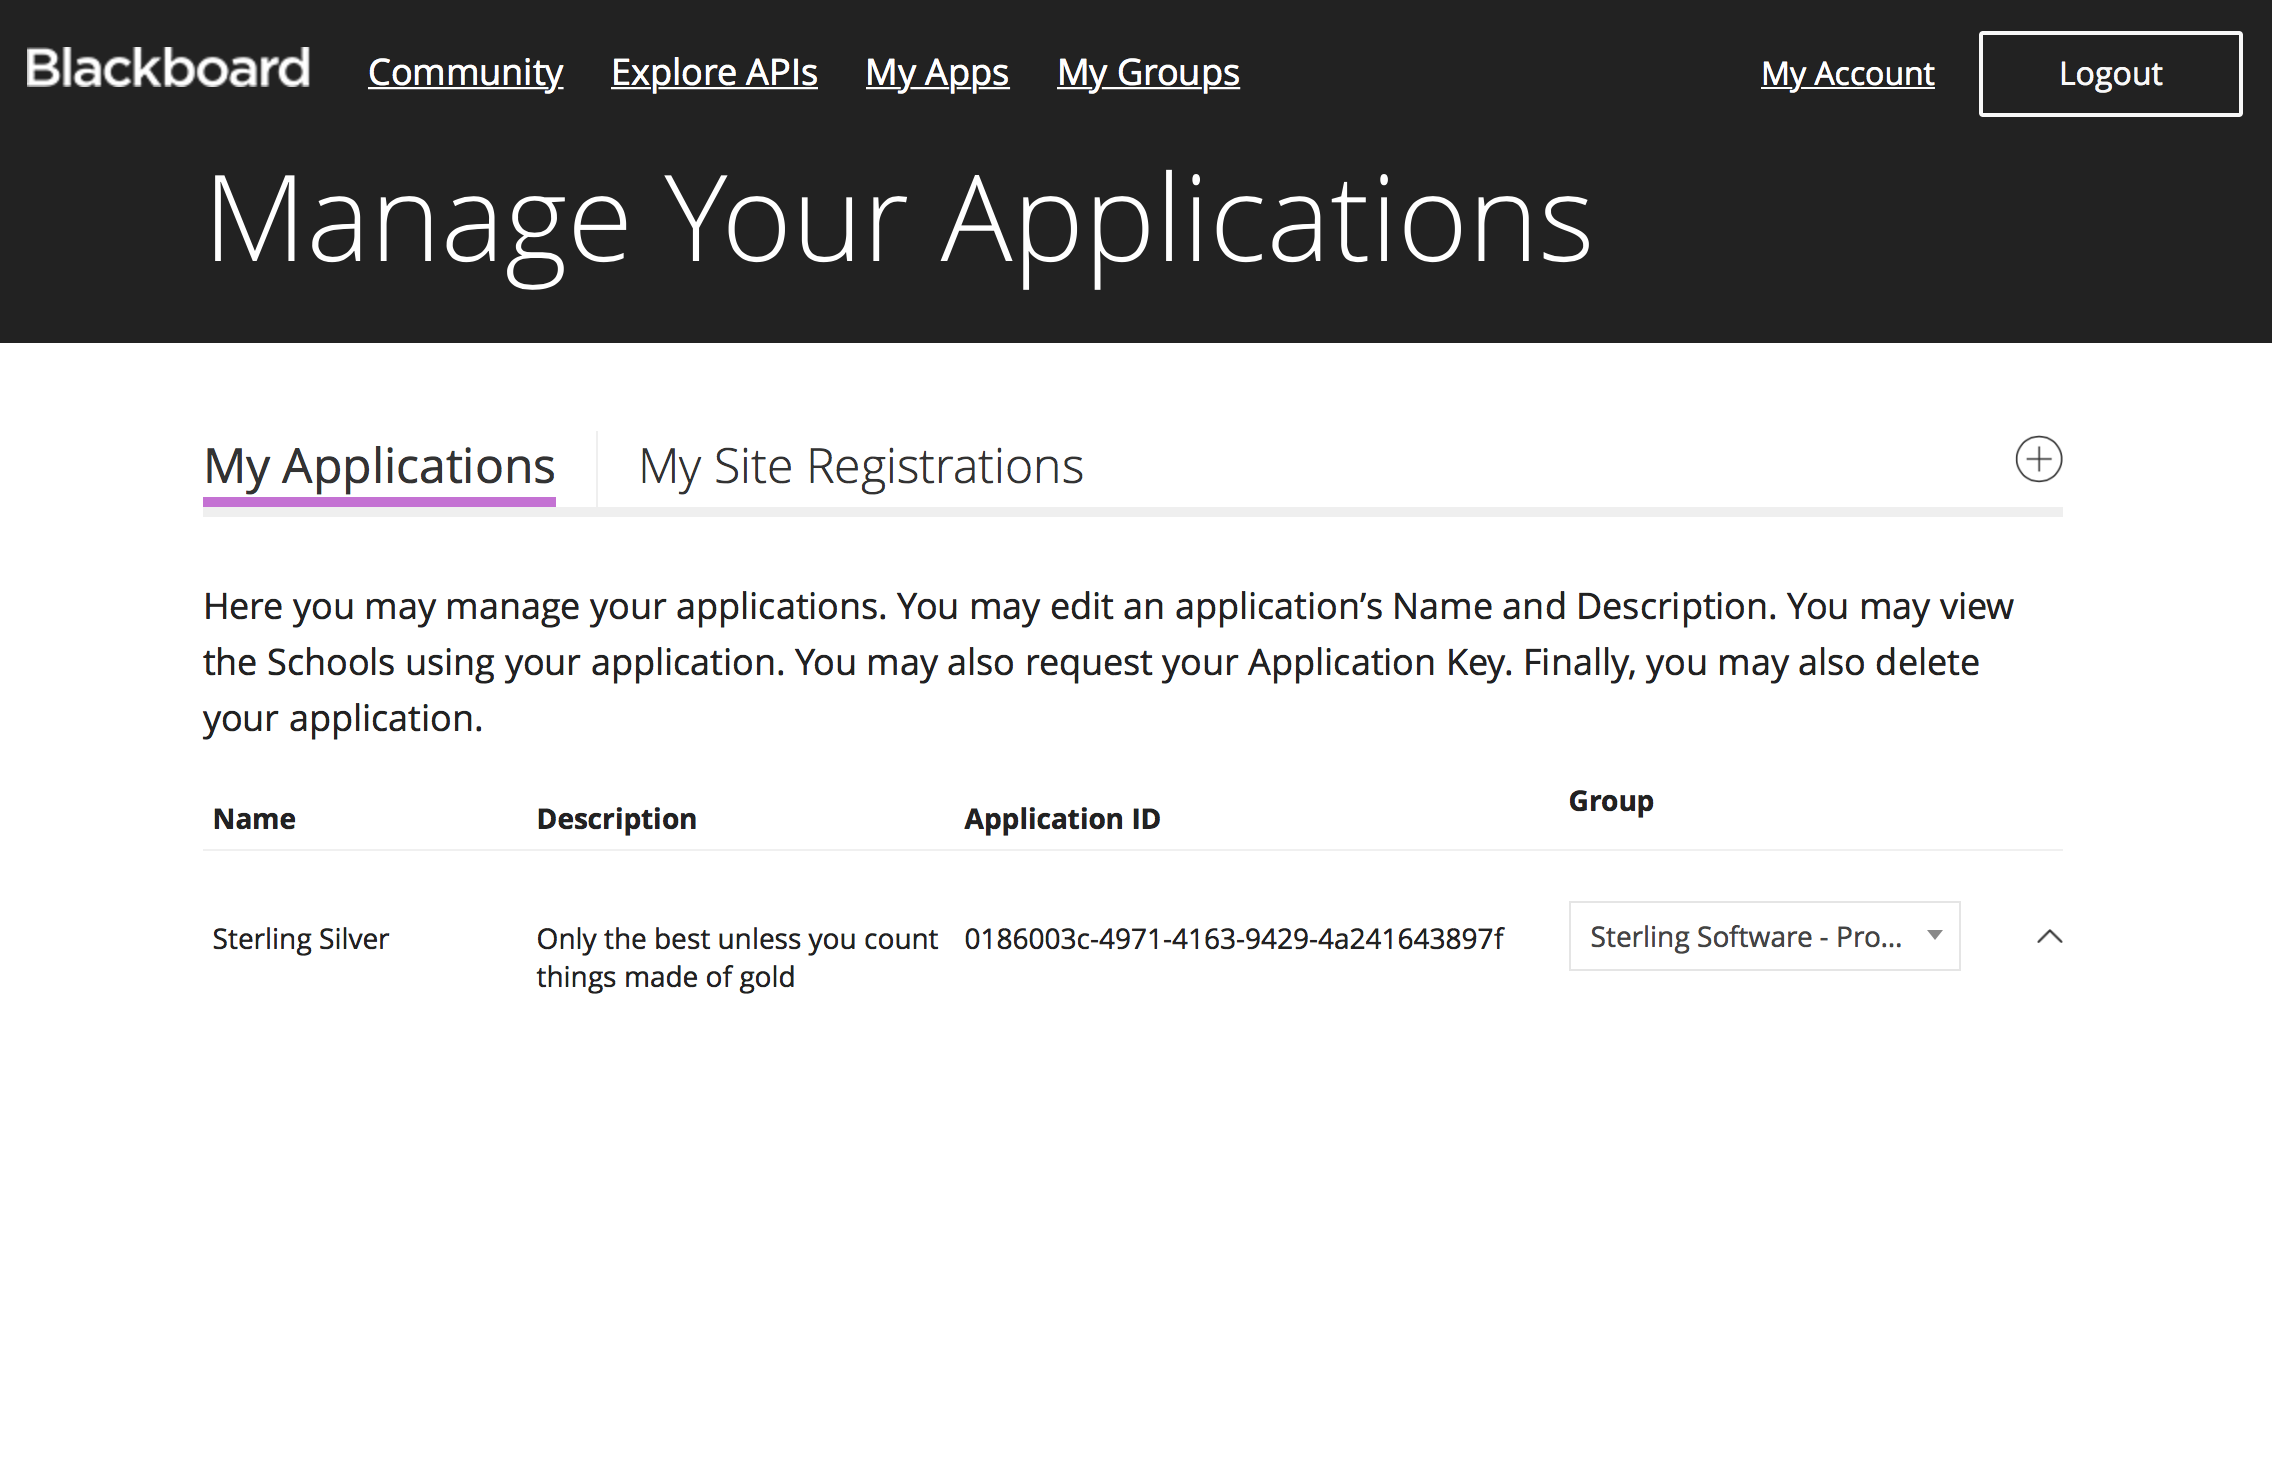 Blackboard
Community
Explore APIs
My Apps
My Groups
My Account
Logout
Manage Your Applications
My Applications
My Site Registrations
Here you may manage your applications. You may edit an application’s Name and Description. You may view
the Schools using your application. You may also request your Application Key. Finally, you may also delete
your application.
Name
Description
Application ID
Group
Sterling Silver
Only the best unless you count
things made of gold
0186003c-4971-4163-9429-4a241643897f
Sterling Software - Pro...